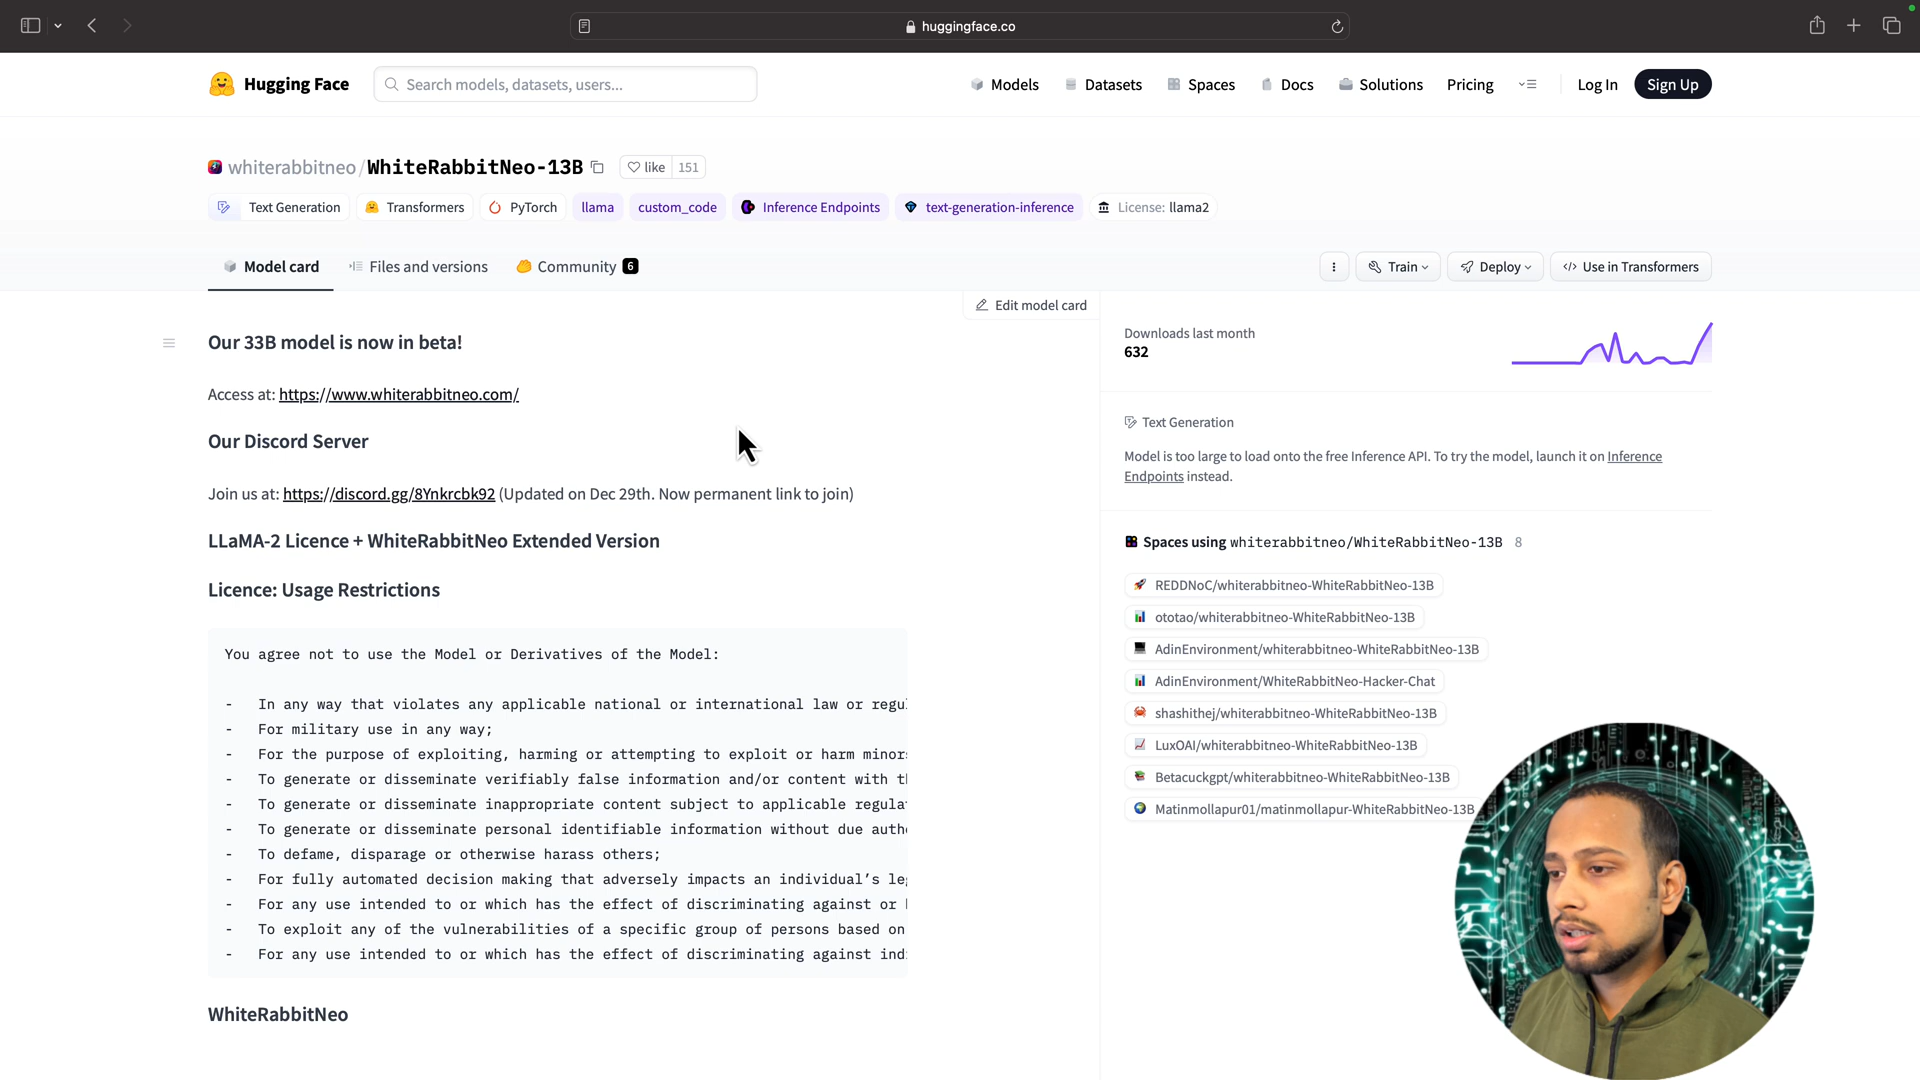 huggingface.co
Hugging Face
Search models, datasets, users...
Models
Datasets
Spaces
Docs
Solutions
Pricing
Log In
Sign Up
whiterabbitneo/WhiteRabbitNeo-13B
like 151
Text Generation
Transformers
PyTorch
llama
custom_code
Inference Endpoints
text-generation-inference
License: llama2
Model card
Files and versions
Community 6
Train
Deploy
Use in Transformers
Edit model card
Our 33B model is now in beta!
Access at: https://www.whiterabbitneo.com/
Our Discord Server
Join us at: https://discord.gg/8Ynkrcbk92 (Updated on Dec 29th. Now permanent link to join)
LLaMA-2 Licence + WhiteRabbitNeo Extended Version
Licence: Usage Restrictions
You agree not to use the Model or Derivatives of the Model:
- In any way that violates any applicable national or international law or regul
- For military use in any way;
- For the purpose of exploiting, harming or attempting to exploit or harm minors
- To generate or disseminate verifiably false information and/or content with th
- To generate or disseminate inappropriate content subject to applicable regulat
- To generate or disseminate personal identifiable information without due autho
- To defame, disparage or otherwise harass others;
- For fully automated decision making that adversely impacts an individual’s leg
- For any use intended to or which has the effect of discriminating against or h
- To exploit any of the vulnerabilities of a specific group of persons based on
- For any use intended to or which has the effect of discriminating against indi
WhiteRabbitNeo
Downloads last month
632
Text Generation
Model is too large to load onto the free Inference API. To try the model, launch it on Inference
Endpoints instead.
Spaces using whiterabbitneo/WhiteRabbitNeo-13B 8
REDDNoC/whiterabbitneo-WhiteRabbitNeo-13B
ototao/whiterabbitneo-WhiteRabbitNeo-13B
AdinEnvironment/whiterabbitneo-WhiteRabbitNeo-13B
AdinEnvironment/WhiteRabbitNeo-Hacker-Chat
shashithej/whiterabbitneo-WhiteRabbitNeo-13B
LuxOAI/whiterabbitneo-WhiteRabbitNeo-13B
Betacuckgpt/whiterabbitneo-WhiteRabbitNeo-13B
Matinmollapur01/matinmollapur-WhiteRabbitNeo-13B